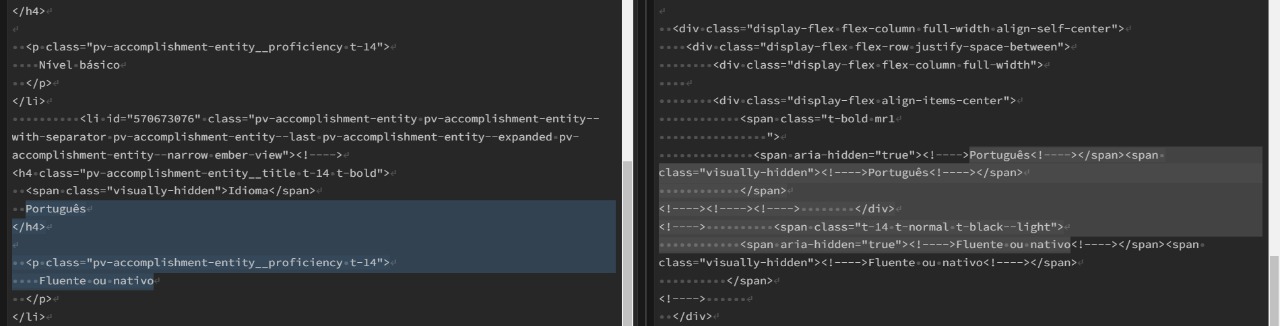 </h4>

  <p class="pv-accomplishment-entity__proficiency t-14">
    Nível básico
  </p>
</li>
          <li id="570673076" class="pv-accomplishment-entity pv-accomplishment-entity--
with-separator pv-accomplishment-entity--last pv-accomplishment-entity--expanded pv-
accomplishment-entity--narrow ember-view"><!---->
<h4 class="pv-accomplishment-entity__title t-14 t-bold">
  <span class="visually-hidden">Idioma</span>
  Português
</h4>

  <p class="pv-accomplishment-entity__proficiency t-14">
    Fluente ou nativo
  </p>
</li>

  <div class="display-flex flex-column full-width align-self-center">
    <div class="display-flex flex-row justify-space-between">
        <div class="display-flex flex-column full-width">

        <div class="display-flex align-items-center">
            <span class="t-bold mr1
                ">
              <span aria-hidden="true"><!---->Português<!----></span><span 
class="visually-hidden"><!---->Português<!----></span>
            </span>
<!----><!----><!---->        </div>
<!---->          <span class="t-14 t-normal t-black--light">
            <span aria-hidden="true"><!---->Fluente ou nativo<!----></span><span 
class="visually-hidden"><!---->Fluente ou nativo<!----></span>
          </span>
<!---->      
  </div>